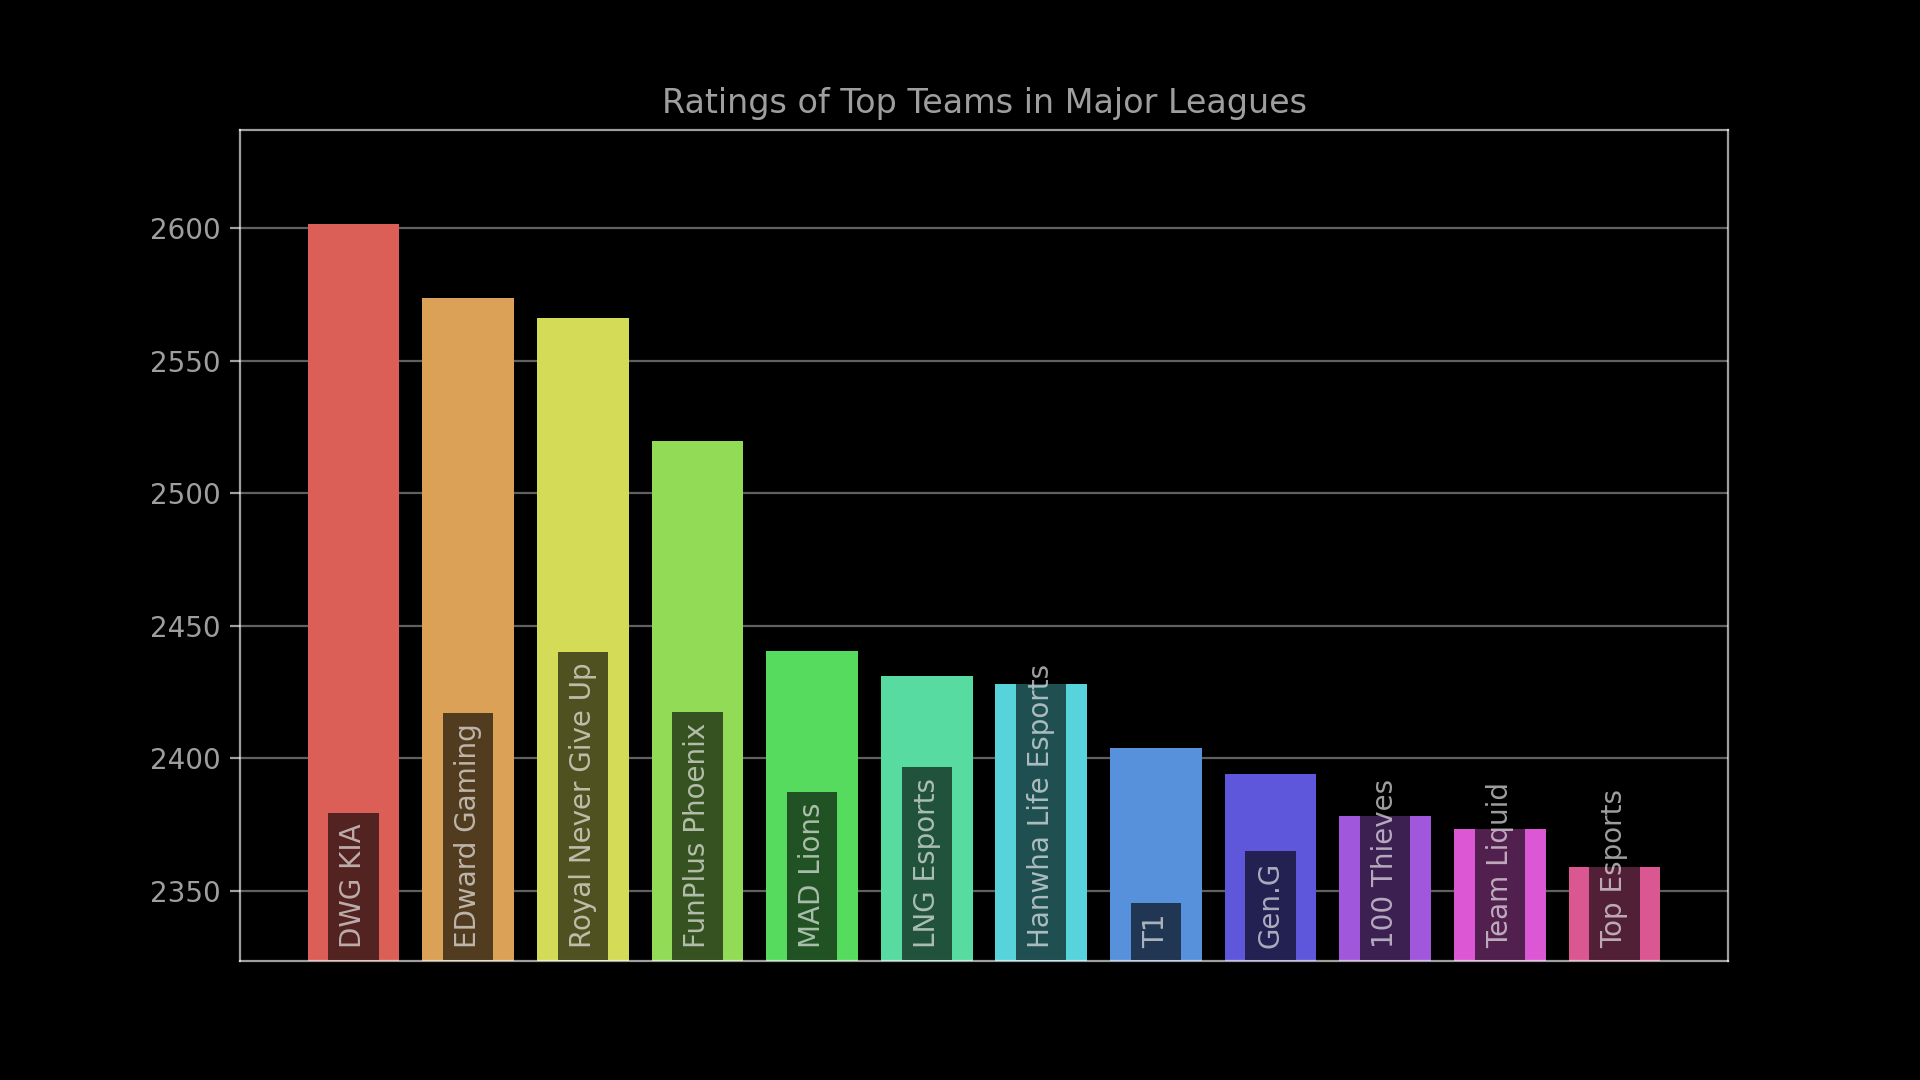 Ratings of Top Teams in Major Leagues
2600
2550
2500
2450
2400
2350
DWG KIA
EDward Gaming
Royal Never Give Up
FunPlus Phoenix
MAD Lions
LNG Esports
Hanwha Life Esports
T1
Gen.G
100 Thieves
Team Liquid
Top Esports